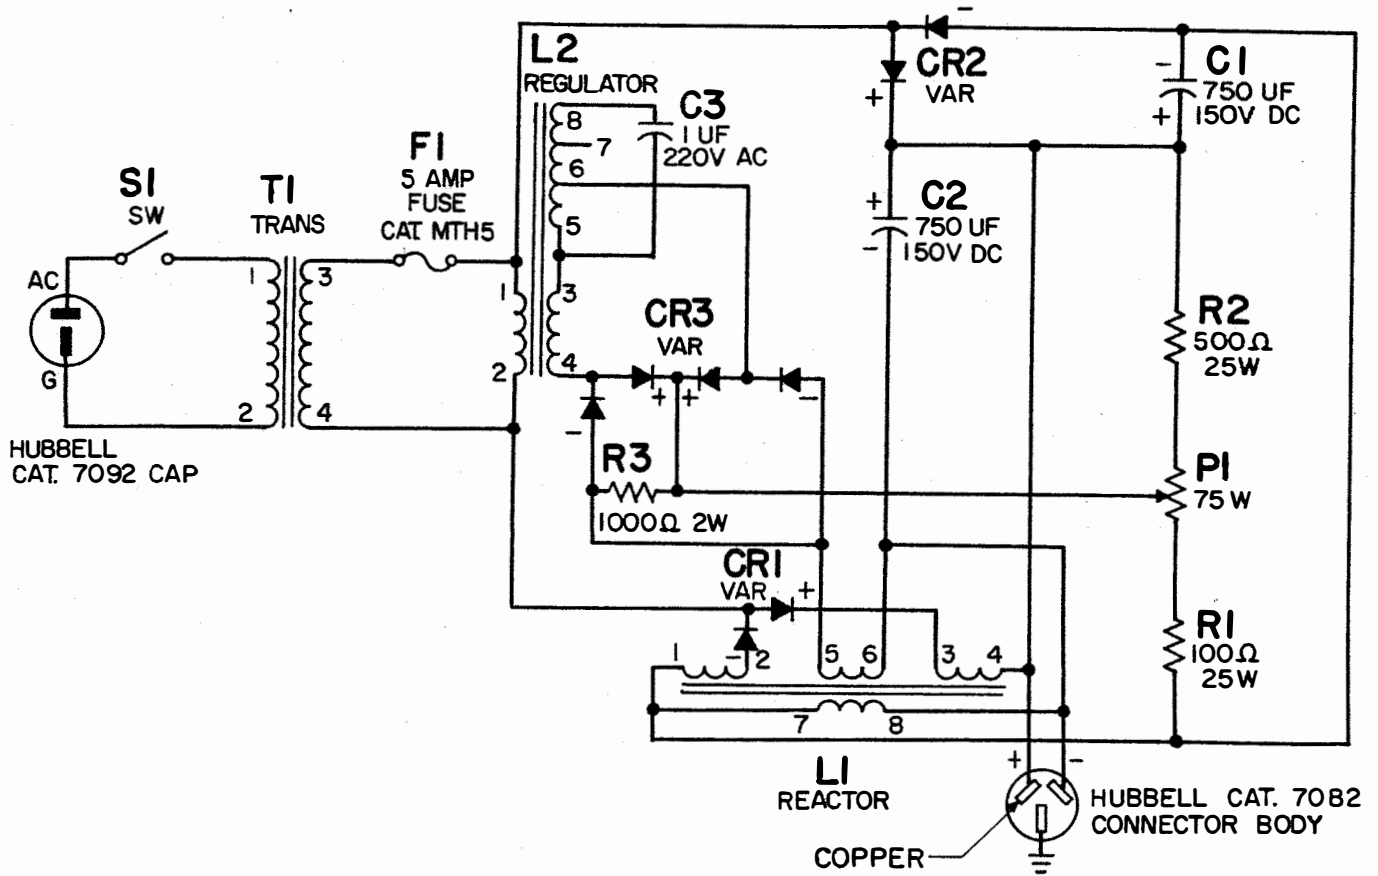 L2
REGULATOR
C3
1 UF
220V AC
8
7
6
5
3
4
1
2
F1
5 AMP
FUSE
CAT. MTH5
S1
SW
T1
TRANS
1
2
3
4
AC
G
HUBBELL
CAT. 7092 CAP
-
CR2
VAR
+
C1
-
750 UF
150V DC
+
+
C2
750 UF
150V DC
-
CR3
VAR
+ +
-
-
R3
1000Ω 2W
R2
500Ω
25W
P1
75W
R1
100Ω
25W
CR1
VAR
+
-
1 2 5 6 3 4
7 8
L1
REACTOR
+ -
HUBBELL CAT. 7082
CONNECTOR BODY
COPPER